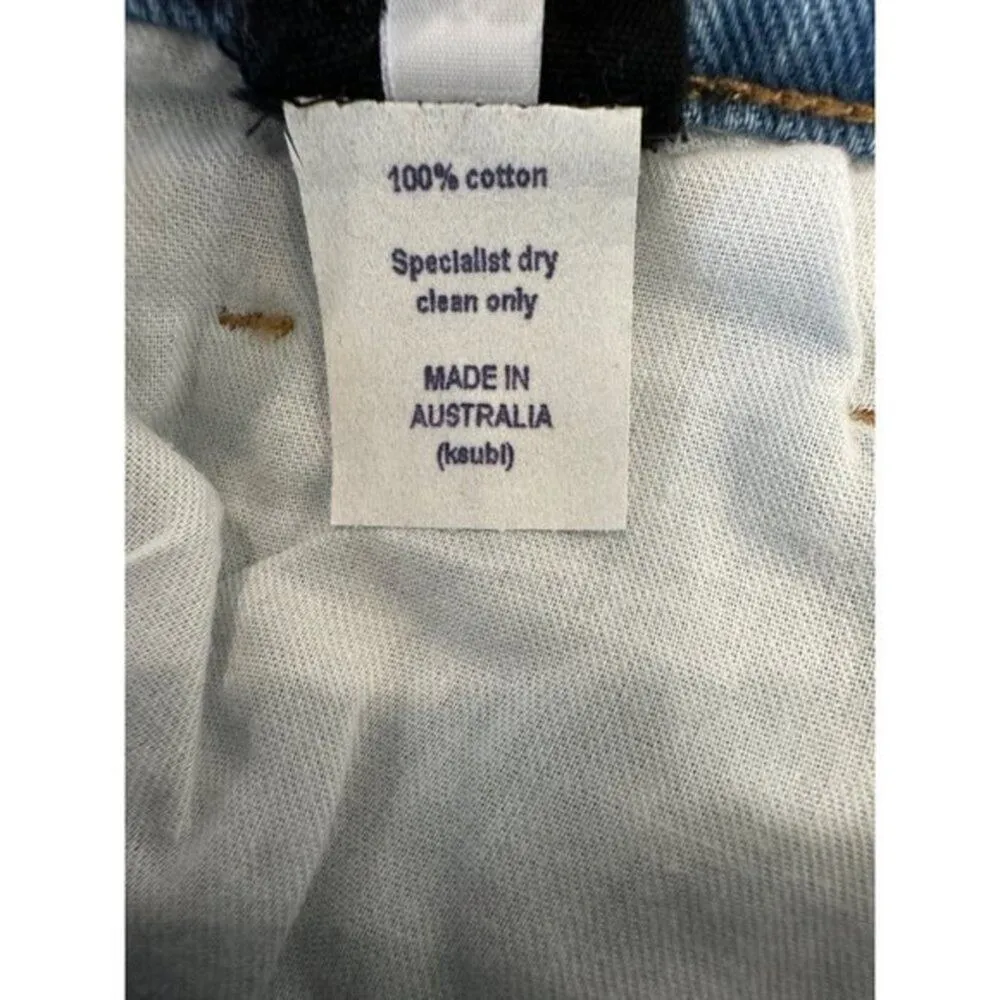 100% cotton
Specialist dry
clean only
MADE IN
AUSTRALIA
(ksubi)